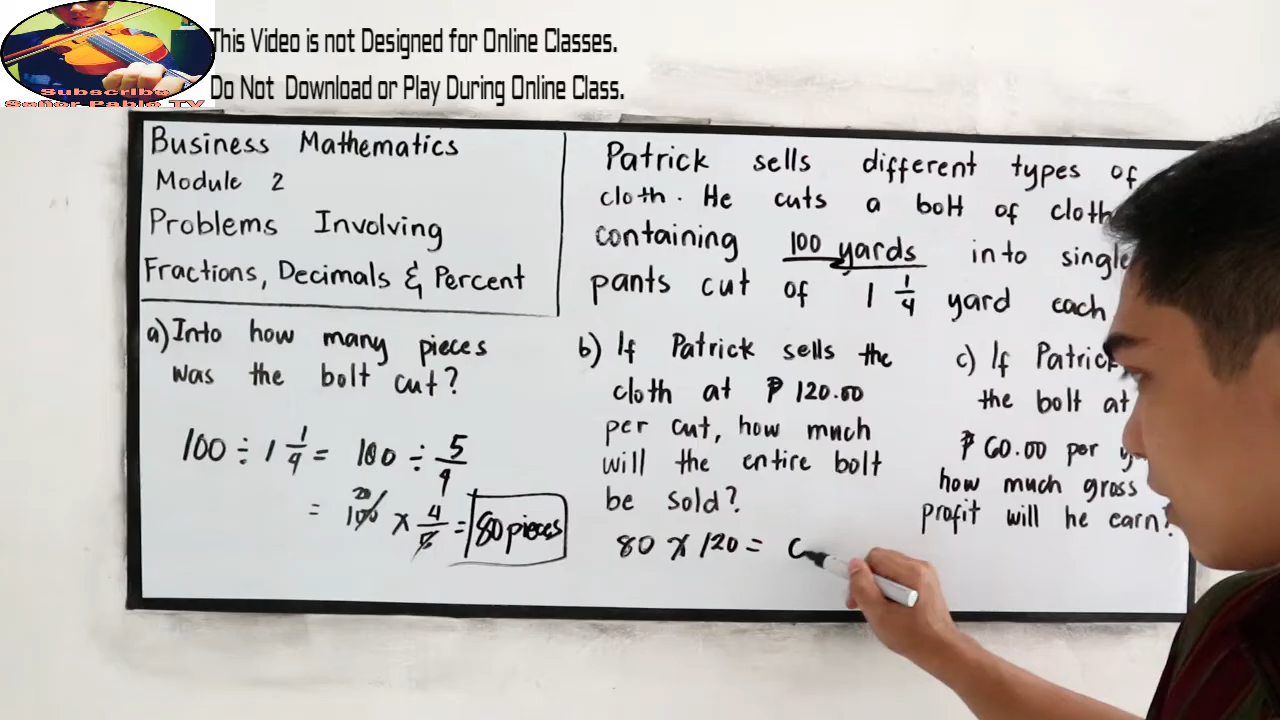 This Video is not Designed for Online Classes.
Do Not Download or Play During Online Class.
Subscribe
Señor Pablo TV
Business Mathematics
Module 2
Problems Involving
Fractions, Decimals & Percent
Patrick sells different types of
cloth. He cuts a bolt of cloth
containing 100 yards into single
pants cut of 1 1/4 yard each
a) Into how many pieces
was the bolt cut?
100 ÷ 1 1/4 = 100 ÷ 5/4
= 100 20 x 4/5 = 80 pieces
b) If Patrick sells the
cloth at ₱ 120.00
per cut, how much
will the entire bolt
be sold?
80 x 120 =
c) If Patrick
the bolt at
₱60.00 per
how much gross
profit will he earn?